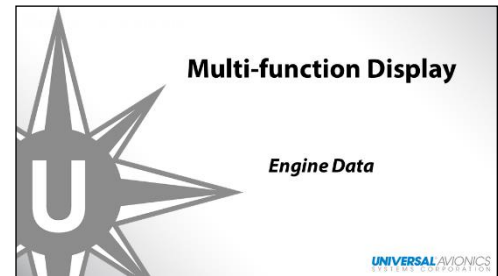 Multi-function Display
Engine Data
U
UNIVERSAL AVIONICS
SYSTEMS CORPORATION